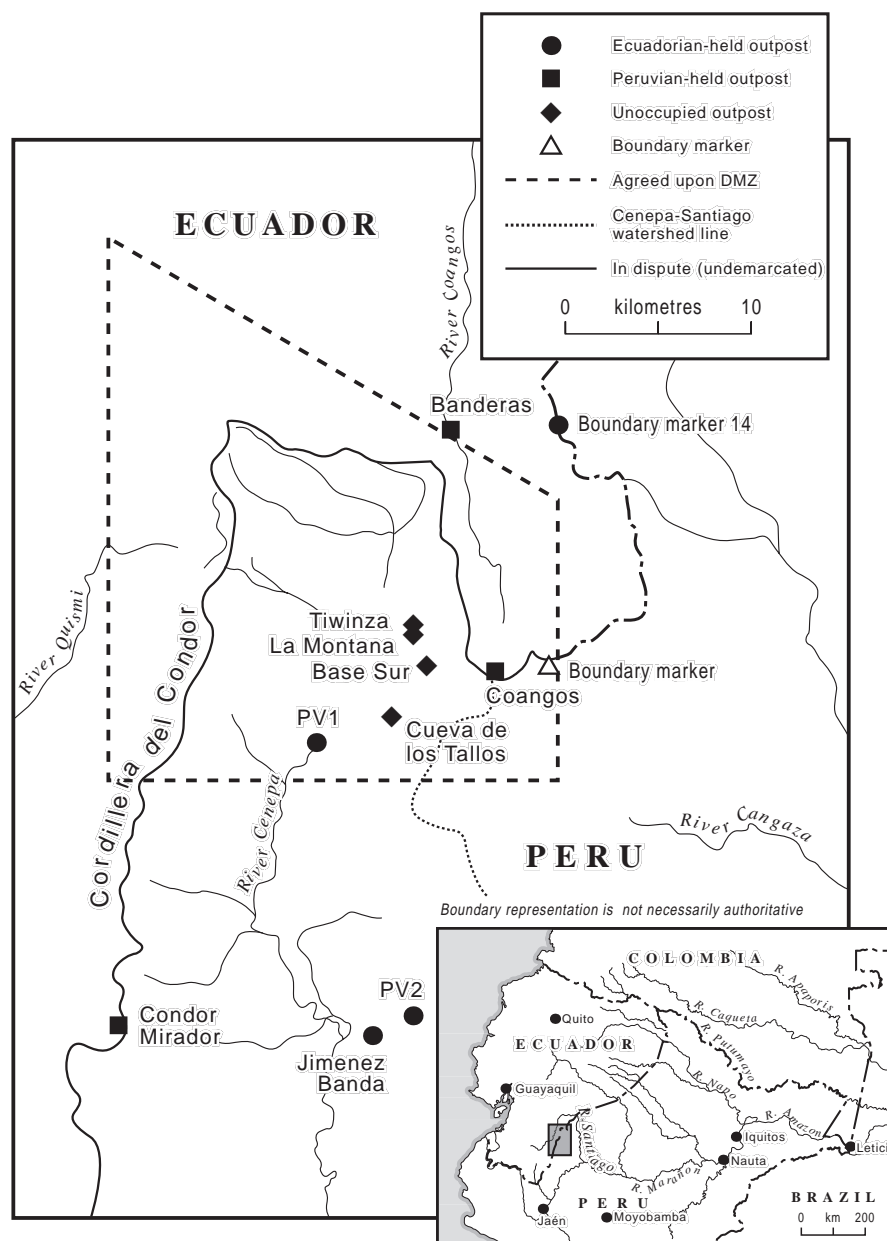 Ecuadorian-held outpost
Peruvian-held outpost
Unoccupied outpost
Boundary marker
Agreed upon DMZ
Cenepa-Santiago
watershed line
In dispute (undemarcated)
0 kilometres 10
ECUADOR
River Coangos
Banderas
Boundary marker 14
River Quismi
Tiwinza
La Montana
Base Sur
Boundary marker
Coangos
PV1
Cueva de
los Tallos
Cordillera del Condor
River Cenepa
River Cangaza
PERU
Boundary representation is not necessarily authoritative
PV2
Condor
Mirador
Jimenez
Banda
COLOMBIA
R. Apaporis
R. Caqueta
Quito
R. Putumayo
ECUADOR
R. Napo
Guayaquil
R. Amazon
R. Santiago
Iquitos
Letici
Nauta
R. Marañon
PERU
BRAZIL
Jaén
Moyobamba
0 km 200